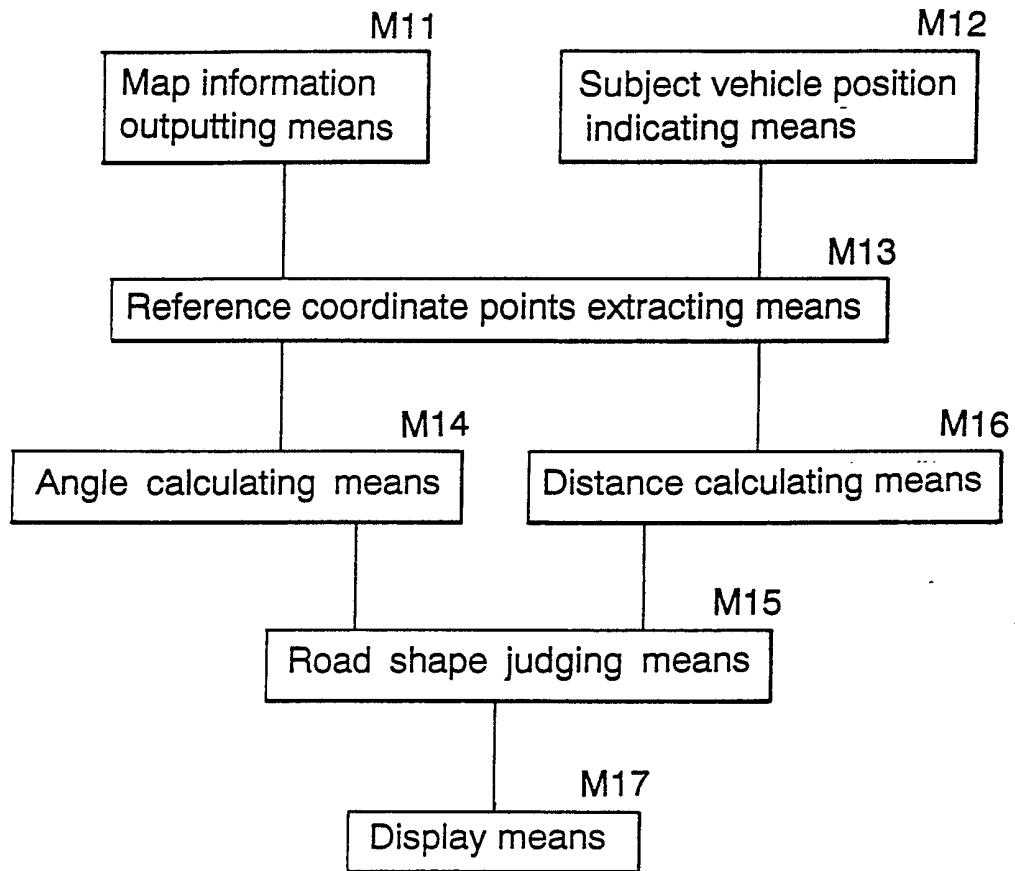 M11
Map information
outputting means
M12
Subject vehicle position
indicating means
M13
Reference coordinate points extracting means
M14
Angle calculating means
M16
Distance calculating means
M15
Road shape judging means
M17
Display means